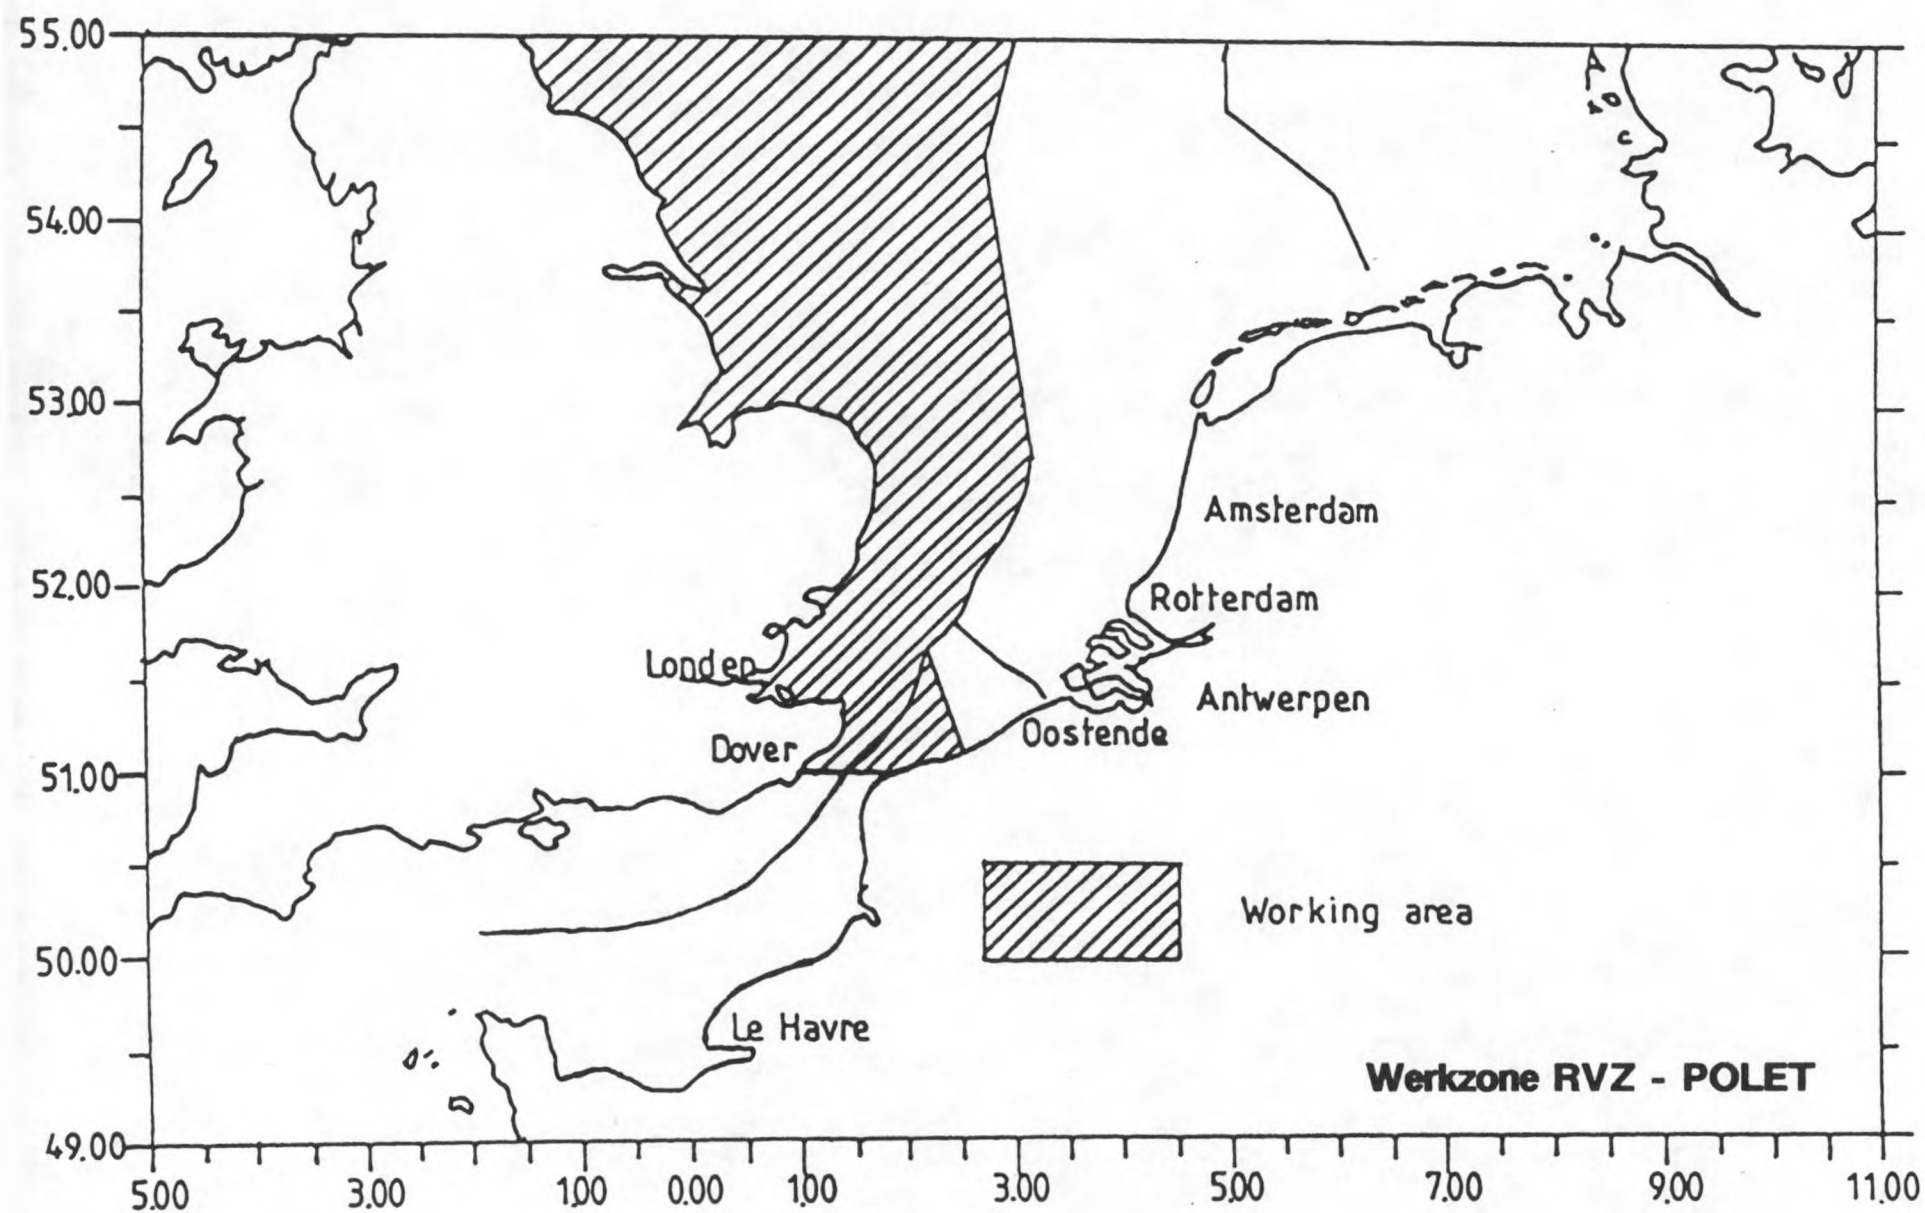 55.00
54.00
53.00
52.00
51.00
50.00
49.00
Amsterdam
Rotterdam
Londen
Antwerpen
Dover
Oostende
Working area
Le Havre
Werkzone RVZ - POLET
5.00 3.00 1.00 0.00 1.00 3.00 5.00 7.00 9.00 11.00